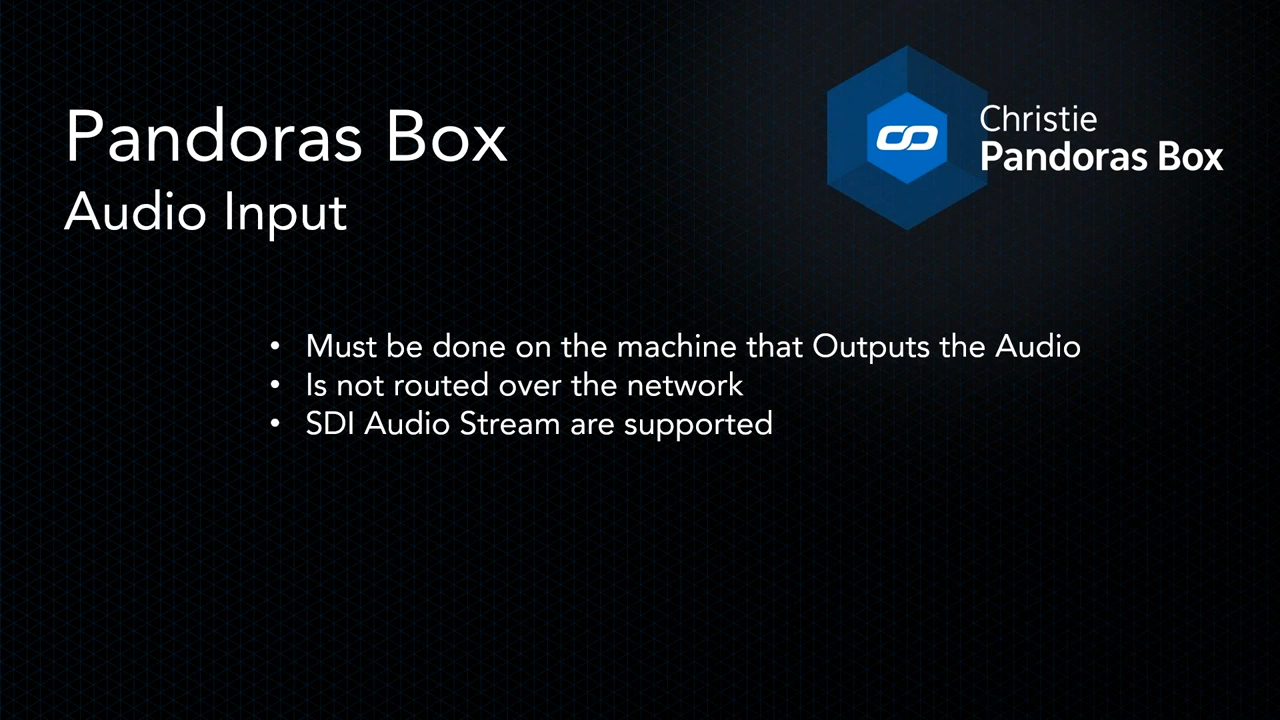 Pandoras Box
Audio Input
Christie
Pandoras Box
• Must be done on the machine that Outputs the Audio
• Is not routed over the network
• SDI Audio Stream are supported